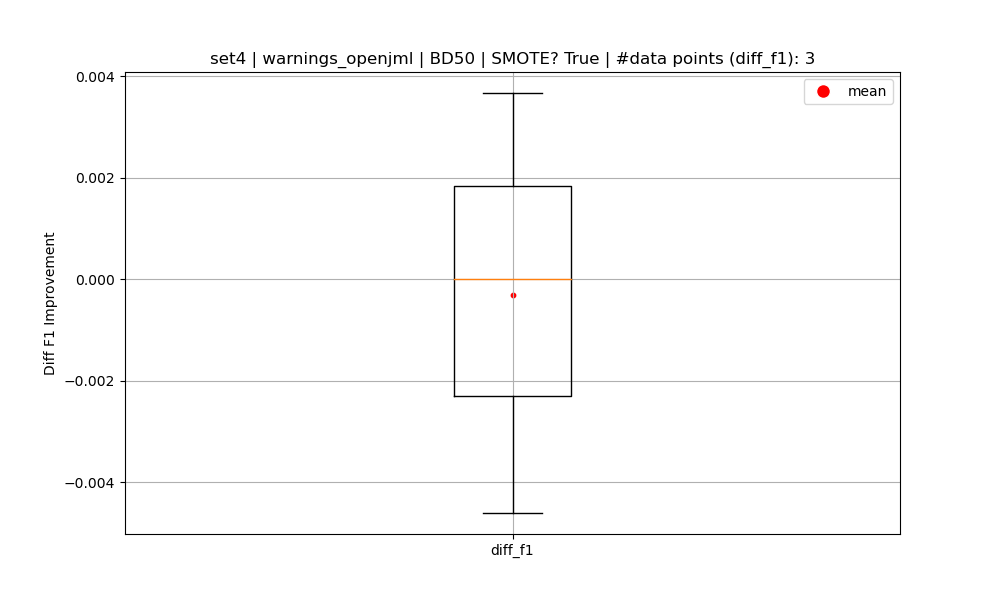 set4 | warnings_openjml | BD50 | SMOTE? True | #data points (diff_f1): 3
mean
Diff F1 Improvement
0.004
0.002
0.000
−0.002
−0.004
diff_f1